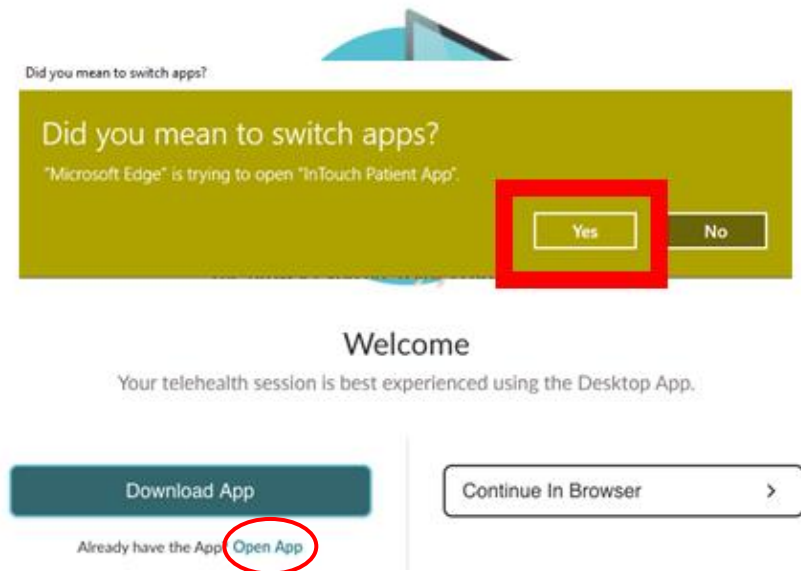 Did you mean to switch apps?
Did you mean to switch apps?
"Microsoft Edge" is trying to open "InTouch Patient App".
Yes
No
Welcome
Your telehealth session is best experienced using the Desktop App.
Download App
Continue In Browser
Already have the App Open App